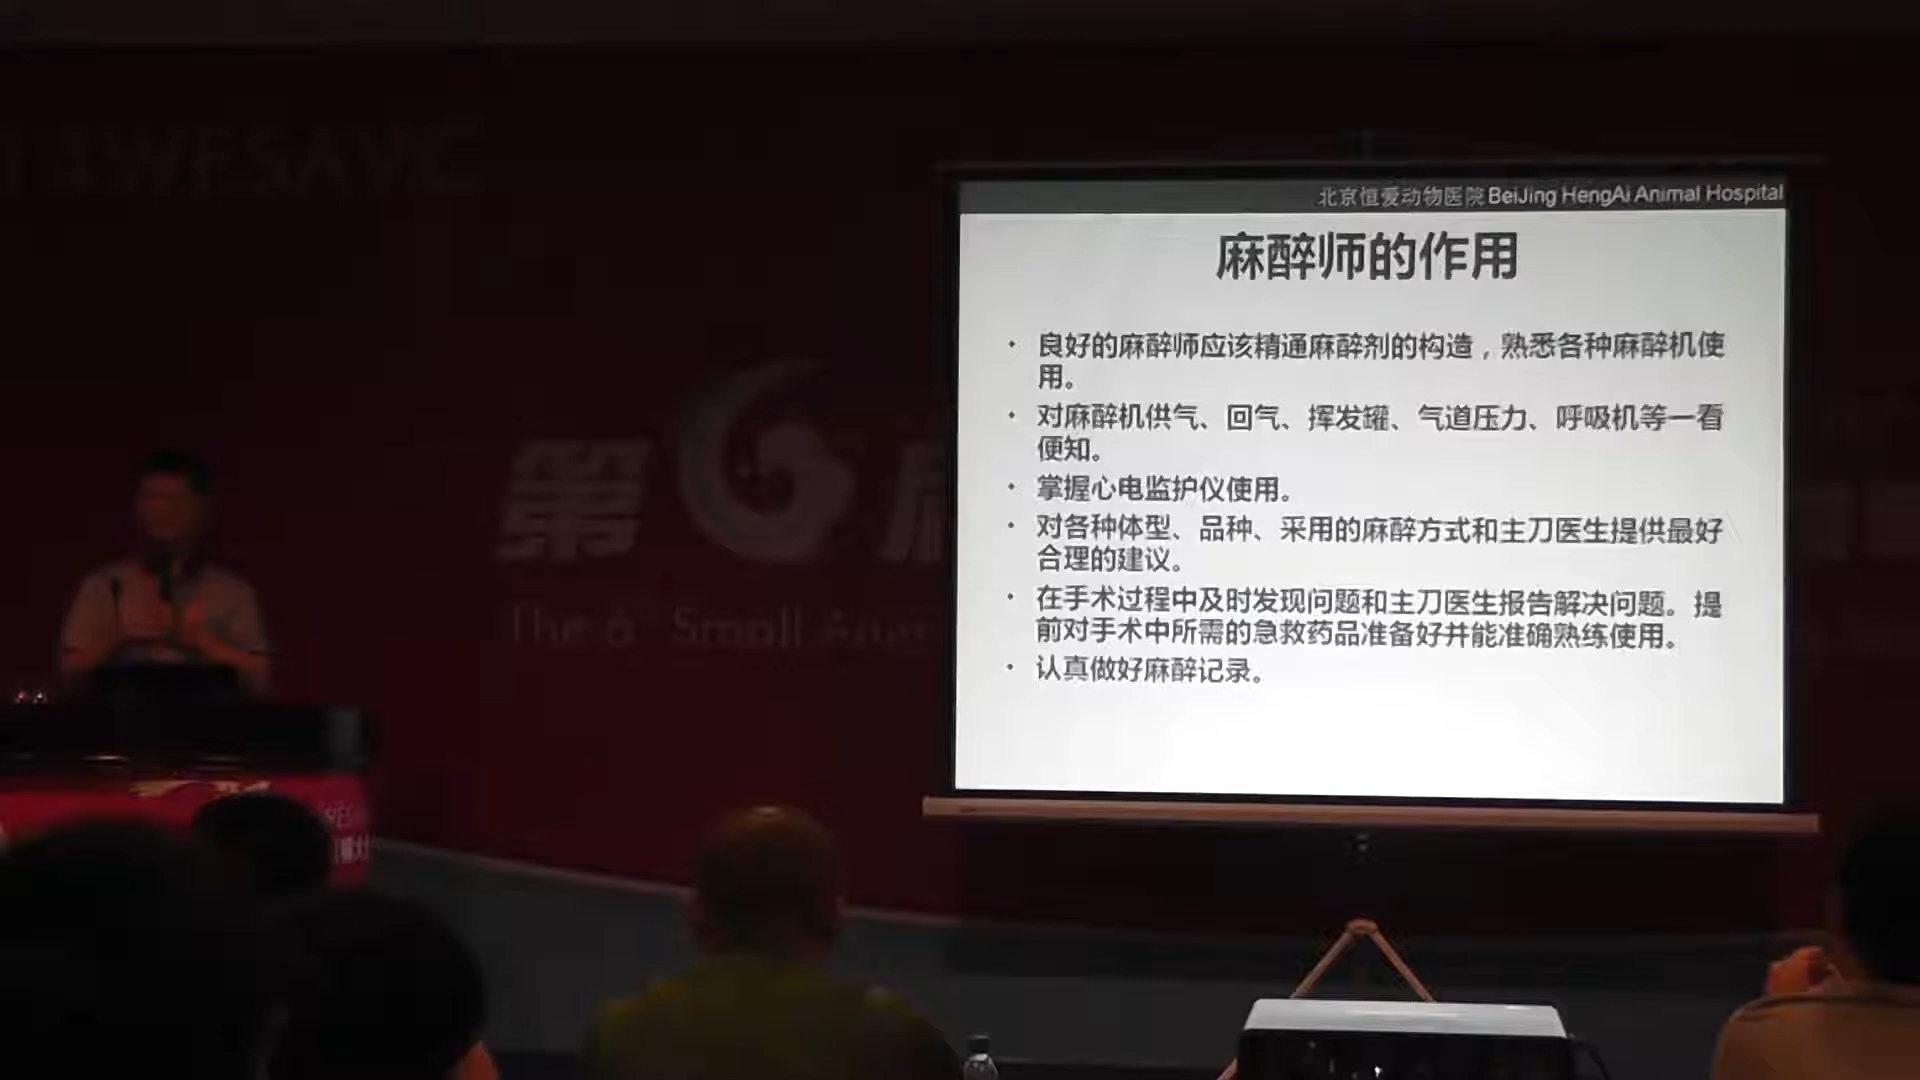 WESAVC
北京恒爱动物医院 BeiJing HengAi Animal Hospital
麻醉师的作用
• 良好的麻醉师应该精通麻醉剂的构造，熟悉各种麻醉机使
用。
• 对麻醉机供气、回气、挥发罐、气道压力、呼吸机等一看
便知。
• 掌握心电监护仪使用。
• 对各种体型、品种、采用的麻醉方式和主刀医生提供最好
合理的建议。
• 在手术过程中及时发现问题和主刀医生报告解决问题。提
前对手术中所需的急救药品准备好并能准确熟练使用。
• 认真做好麻醉记录。
第6
The 6 Small